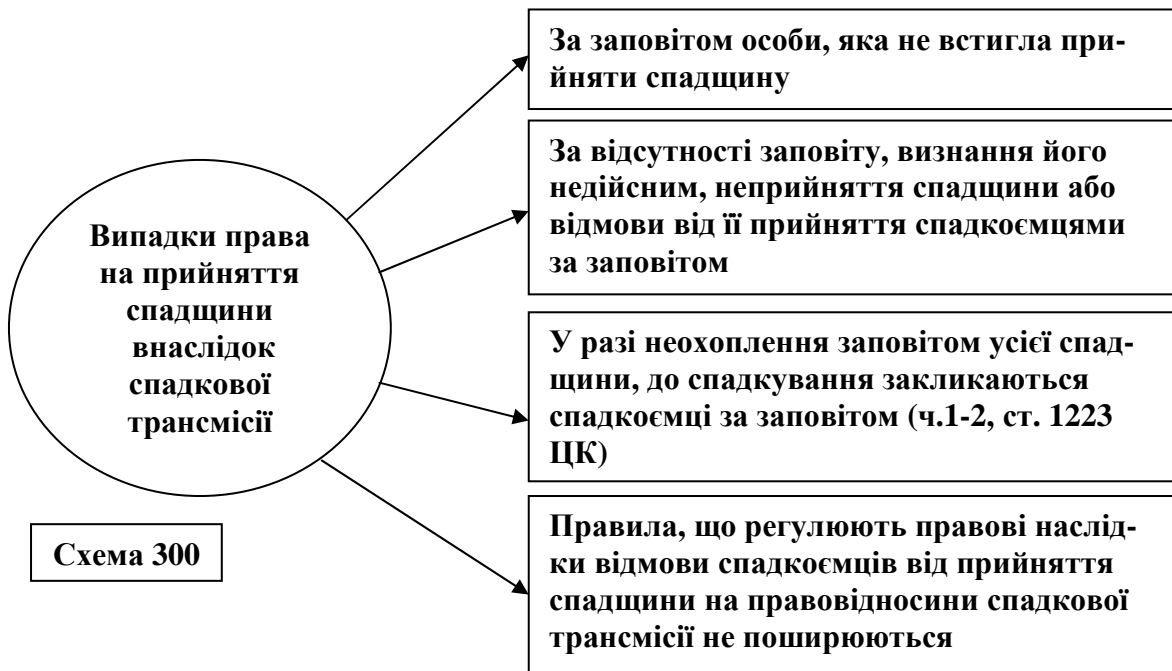 Випадки права
на прийняття
спадщини
внаслідок
спадкової
трансмісії
За заповітом особи, яка не встигла при-
йняти спадщину
За відсутності заповіту, визнання його
недійсним, неприйняття спадщини або
відмови від її прийняття спадкоємцями
за заповітом
У разі неохоплення заповітом усієї спад-
щини, до спадкування закликаються
спадкоємці за заповітом (ч.1-2, ст. 1223
ЦК)
Правила, що регулюють правові наслід-
ки відмови спадкоємців від прийняття
спадщини на правовідносини спадкової
трансмісії не поширюються
Схема 300